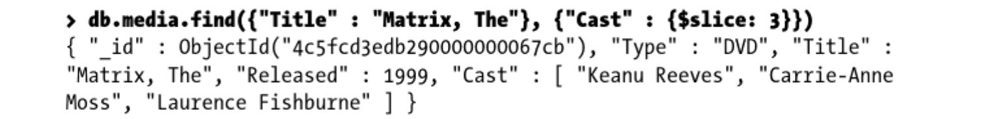 > db.media.find({"Title" : "Matrix, The"}, {"Cast" : {$slice: 3}})
{ "_id" : ObjectId("4c5fcd3edb290000000067cb"), "Type" : "DVD", "Title" :
"Matrix, The", "Released" : 1999, "Cast" : [ "Keanu Reeves", "Carrie-Anne
Moss", "Laurence Fishburne" ] }